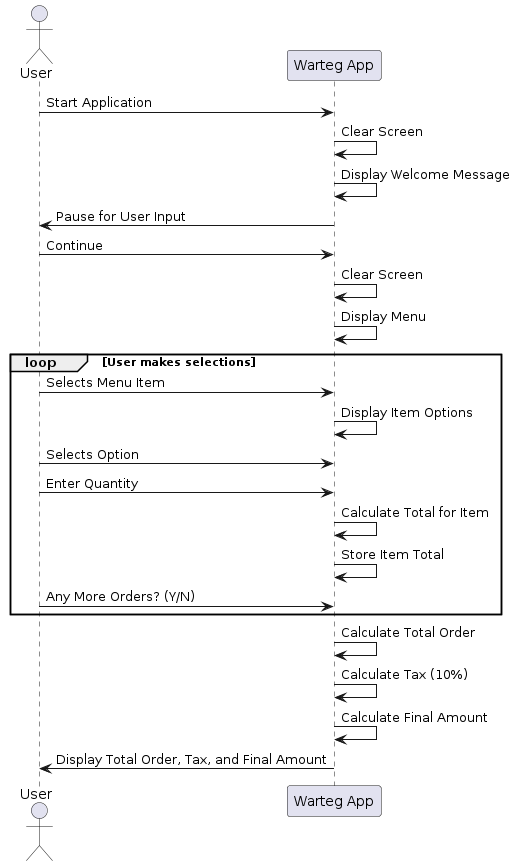 User
Warteg App
Start Application
Clear Screen
Display Welcome Message
Pause for User Input
Continue
Clear Screen
Display Menu
loop [User makes selections]
Selects Menu Item
Display Item Options
Selects Option
Enter Quantity
Calculate Total for Item
Store Item Total
Any More Orders? (Y/N)
Calculate Total Order
Calculate Tax (10%)
Calculate Final Amount
Display Total Order, Tax, and Final Amount
User
Warteg App